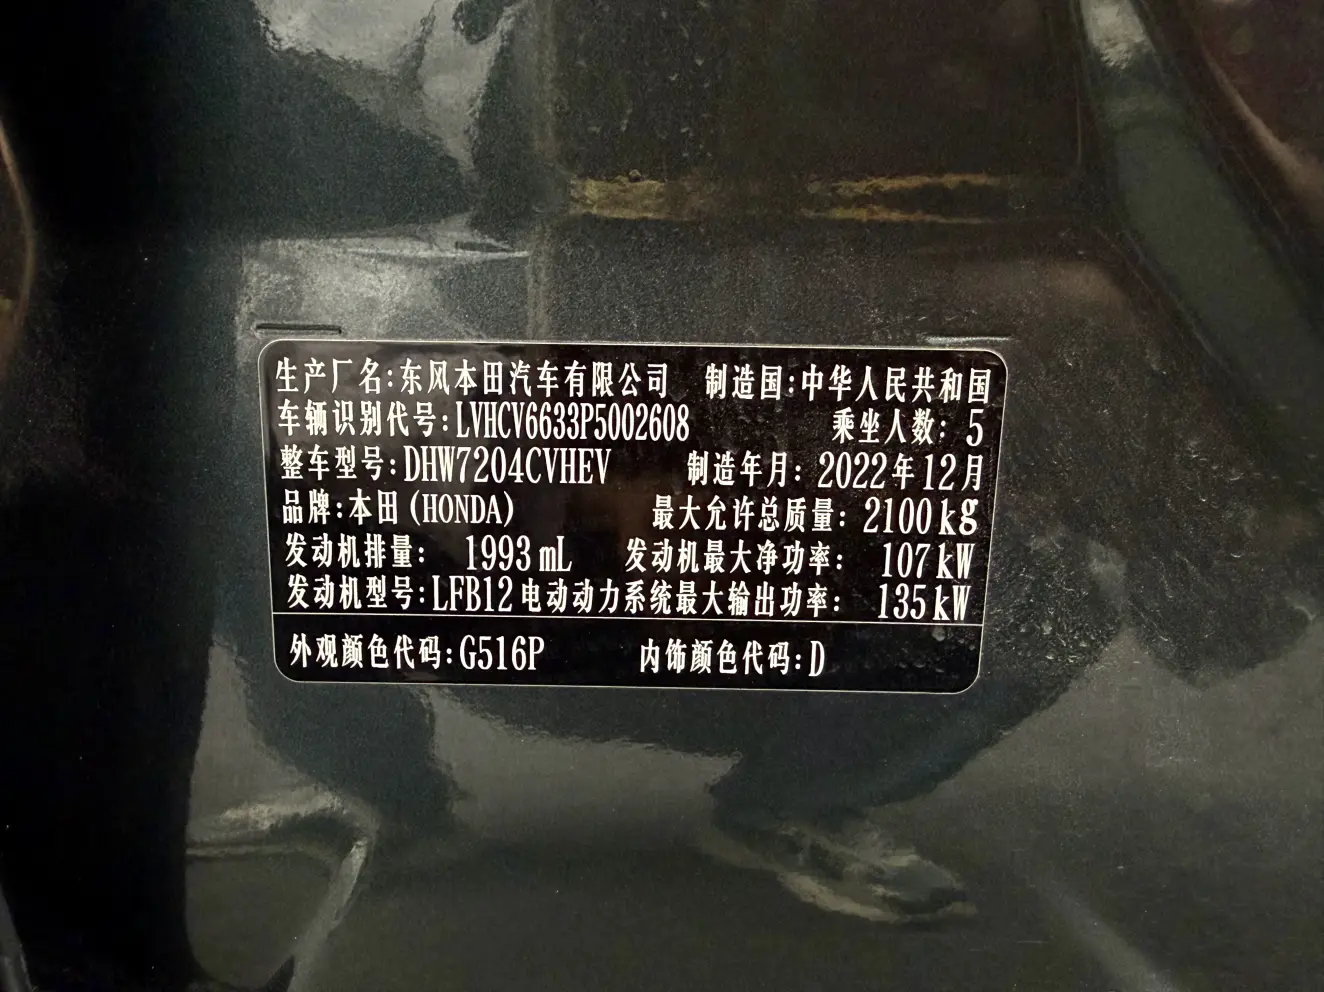 生产厂名:东风本田汽车有限公司 制造国:中华人民共和国
车辆识别代号:LVHCV6633P5002608 乘坐人数:5
整车型号:DHW7204CVHEV 制造年月:2022年12月
品牌:本田(HONDA) 最大允许总质量:2100kg
发动机排量: 1993mL 发动机最大净功率: 107kW
发动机型号:LFB12 电动动力系统最大输出功率: 135kW
外观颜色代码:G516P 内饰颜色代码:D